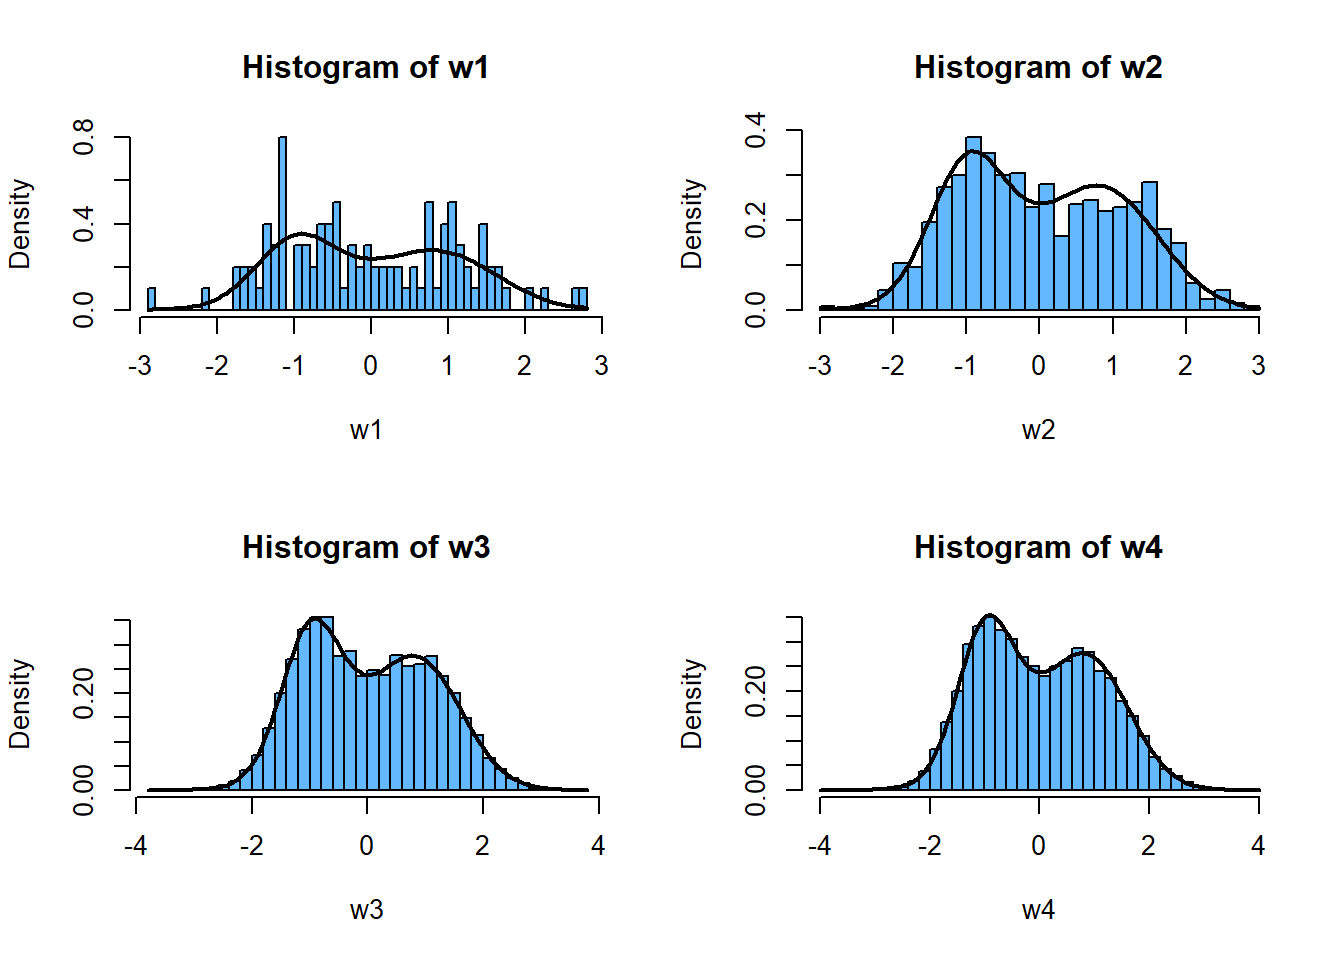 Histogram of w1
Density
0.0 0.4 0.8
-3 -2 -1 0 1 2 3
w1
Histogram of w2
Density
0.0 0.2 0.4
-3 -2 -1 0 1 2 3
w2
Histogram of w3
Density
0.00 0.20
-4 -2 0 2 4
w3
Histogram of w4
Density
0.00 0.20
-4 -2 0 2 4
w4